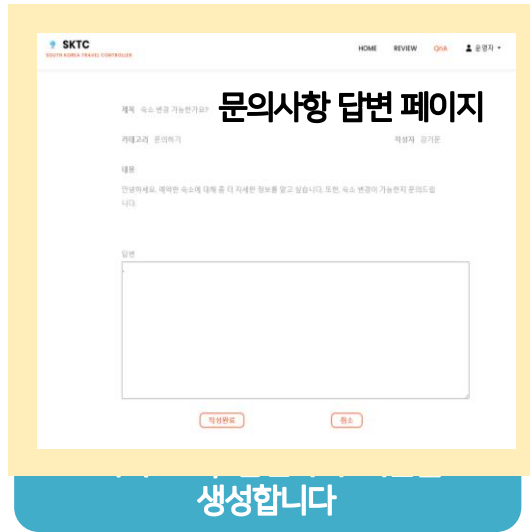 SKTC
SOUTH KOREA TRAVEL CONTROLLER
HOME REVIEW QnA 운영자
제목 숙소 변경 가능한가요?
문의사항 답변 페이지
카테고리 문의하기 작성자 강기문
내용
안녕하세요, 예약한 숙소에 대해 좀 더 자세한 정보를 알고 싶습니다. 또한, 숙소 변경이 가능한지 문의드립
니다.
답변
작성완료 취소
생성합니다